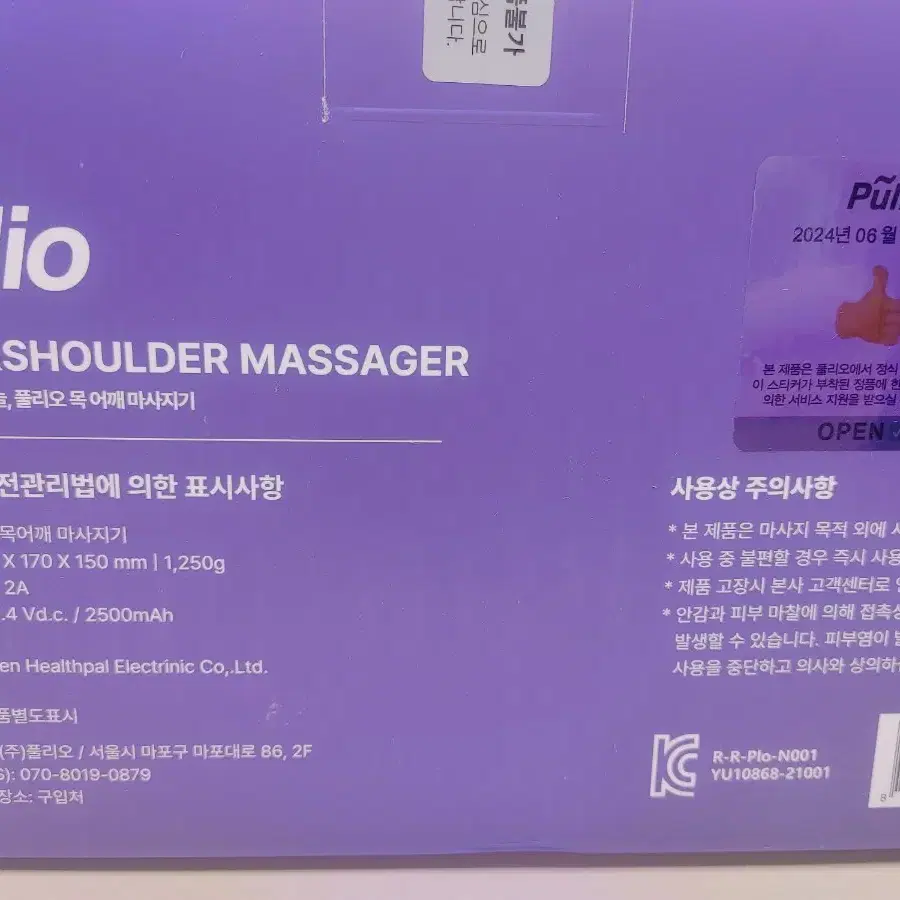 심으로
니다.
품불가
lio
SHOULDER MASSAGER
늘, 풀리오 목 어깨 마사지기
전관리법에 의한 표시사항
목어깨 마사지기
X 170 X 150 mm | 1,250g
2A
.4 Vd.c. / 2500mAh
en Healthpal Electrinic Co,.Ltd.
품별도표시
(주)풀리오 / 서울시 마포구 마포대로 86, 2F
S): 070-8019-0879
장소: 구입처
Pul
2024년 06월
본 제품은 풀리오에서 정식
이 스티커가 부착된 정품에 한
의한 서비스 지원을 받으실
OPEN
사용상 주의사항
* 본 제품은 마사지 목적 외에 사
* 사용 중 불편할 경우 즉시 사용
* 제품 고장시 본사 고객센터로
* 안감과 피부 마찰에 의해 접촉성
발생할 수 있습니다. 피부염이 발
사용을 중단하고 의사와 상의하
R-R-Plo-N001
YU10868-21001
8